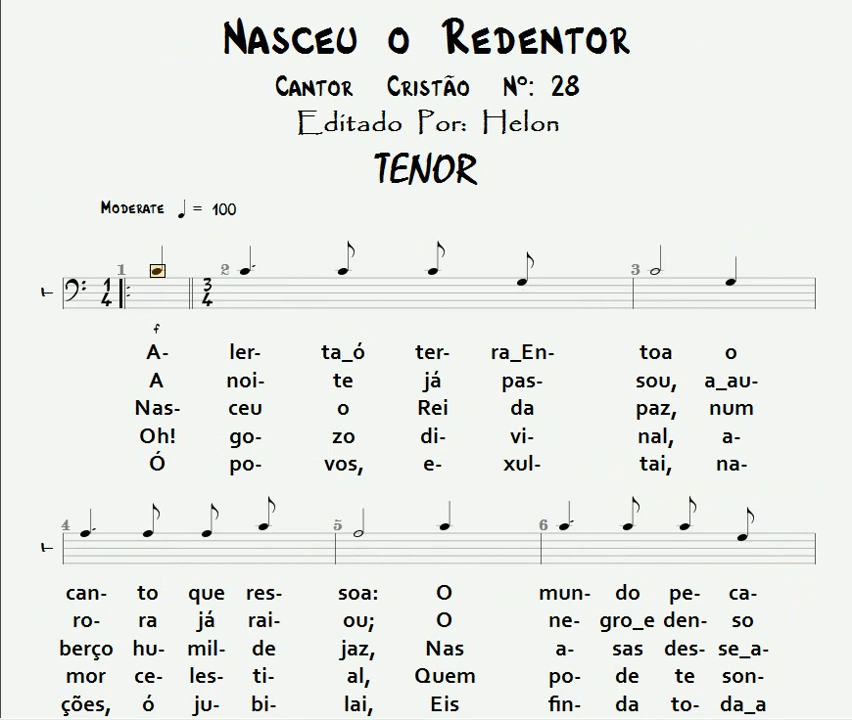 Nasceu o Redentor
Cantor Cristão Nº: 28
Editado Por: Helon
TENOR
Moderate ♩ = 100
1 2 3
T 1/4 3/4
f
A- ler- ta_ó ter- ra_En- toa o
A noi- te já pas- sou, a_au-
Nas- ceu o Rei da paz, num
Oh! go- zo di- vi- nal, a-
Ó po- vos, e- xul- tai, na-
4 5 6
T
can- to que res- soa: O mun- do pe- ca-
ro- ra já rai- ou; O ne- gro_e den- so
berço hu- mil- de jaz, Nas a- sas des- se_a-
mor ce- les- ti- al, Quem po- de te son-
ções, ó ju- bi- lai, Eis fin- da to- da_a